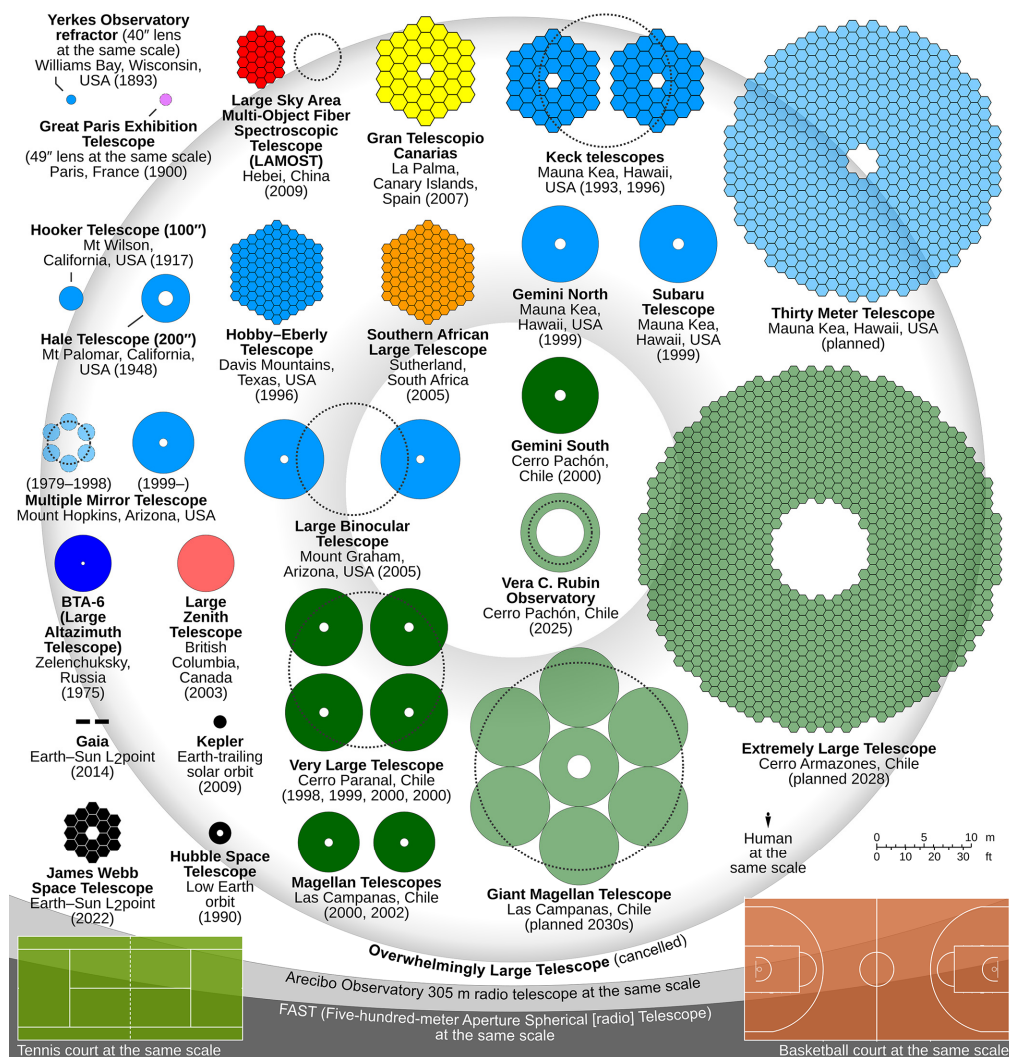 Yerkes Observatory
refractor (40″ lens
at the same scale)
Williams Bay, Wisconsin,
USA (1893)
Great Paris Exhibition
Telescope
(49″ lens at the same scale)
Paris, France (1900)
Large Sky Area
Multi-Object Fiber
Spectroscopic
Telescope
(LAMOST)
Hebei, China
(2009)
Gran Telescopio
Canarias
La Palma,
Canary Islands,
Spain (2007)
Keck telescopes
Mauna Kea, Hawaii,
USA (1993, 1996)
Thirty Meter Telescope
Mauna Kea, Hawaii, USA
(planned)
Hooker Telescope (100″)
Mt Wilson,
California, USA (1917)
Hale Telescope (200″)
Mt Palomar, California,
USA (1948)
Hobby–Eberly
Telescope
Davis Mountains,
Texas, USA
(1996)
Southern African
Large Telescope
Sutherland,
South Africa
(2005)
Gemini North
Mauna Kea,
Hawaii, USA
(1999)
Subaru
Telescope
Mauna Kea,
Hawaii, USA
(1999)
Gemini South
Cerro Pachón,
Chile (2000)
(1979–1998) (1999–)
Multiple Mirror Telescope
Mount Hopkins, Arizona, USA
Large Binocular
Telescope
Mount Graham,
Arizona, USA (2005)
Vera C. Rubin
Observatory
Cerro Pachón, Chile
(2025)
BTA-6
(Large
Altazimuth
Telescope)
Zelenchuksky,
Russia
(1975)
Large
Zenith
Telescope
British
Columbia,
Canada
(2003)
Gaia
Earth–Sun L2point
(2014)
Kepler
Earth-trailing
solar orbit
(2009)
Very Large Telescope
Cerro Paranal, Chile
(1998, 1999, 2000, 2000)
Extremely Large Telescope
Cerro Armazones, Chile
(planned 2028)
James Webb
Space Telescope
Earth–Sun L2point
(2022)
Hubble Space
Telescope
Low Earth
orbit
(1990)
Magellan Telescopes
Las Campanas, Chile
(2000, 2002)
Giant Magellan Telescope
Las Campanas, Chile
(planned 2030s)
Human
at the
same scale
0 5 10 m
0 10 20 30 ft
Overwhelmingly Large Telescope (cancelled)
Arecibo Observatory 305 m radio telescope at the same scale
FAST (Five-hundred-meter Aperture Spherical [radio] Telescope)
at the same scale
Tennis court at the same scale
Basketball court at the same scale